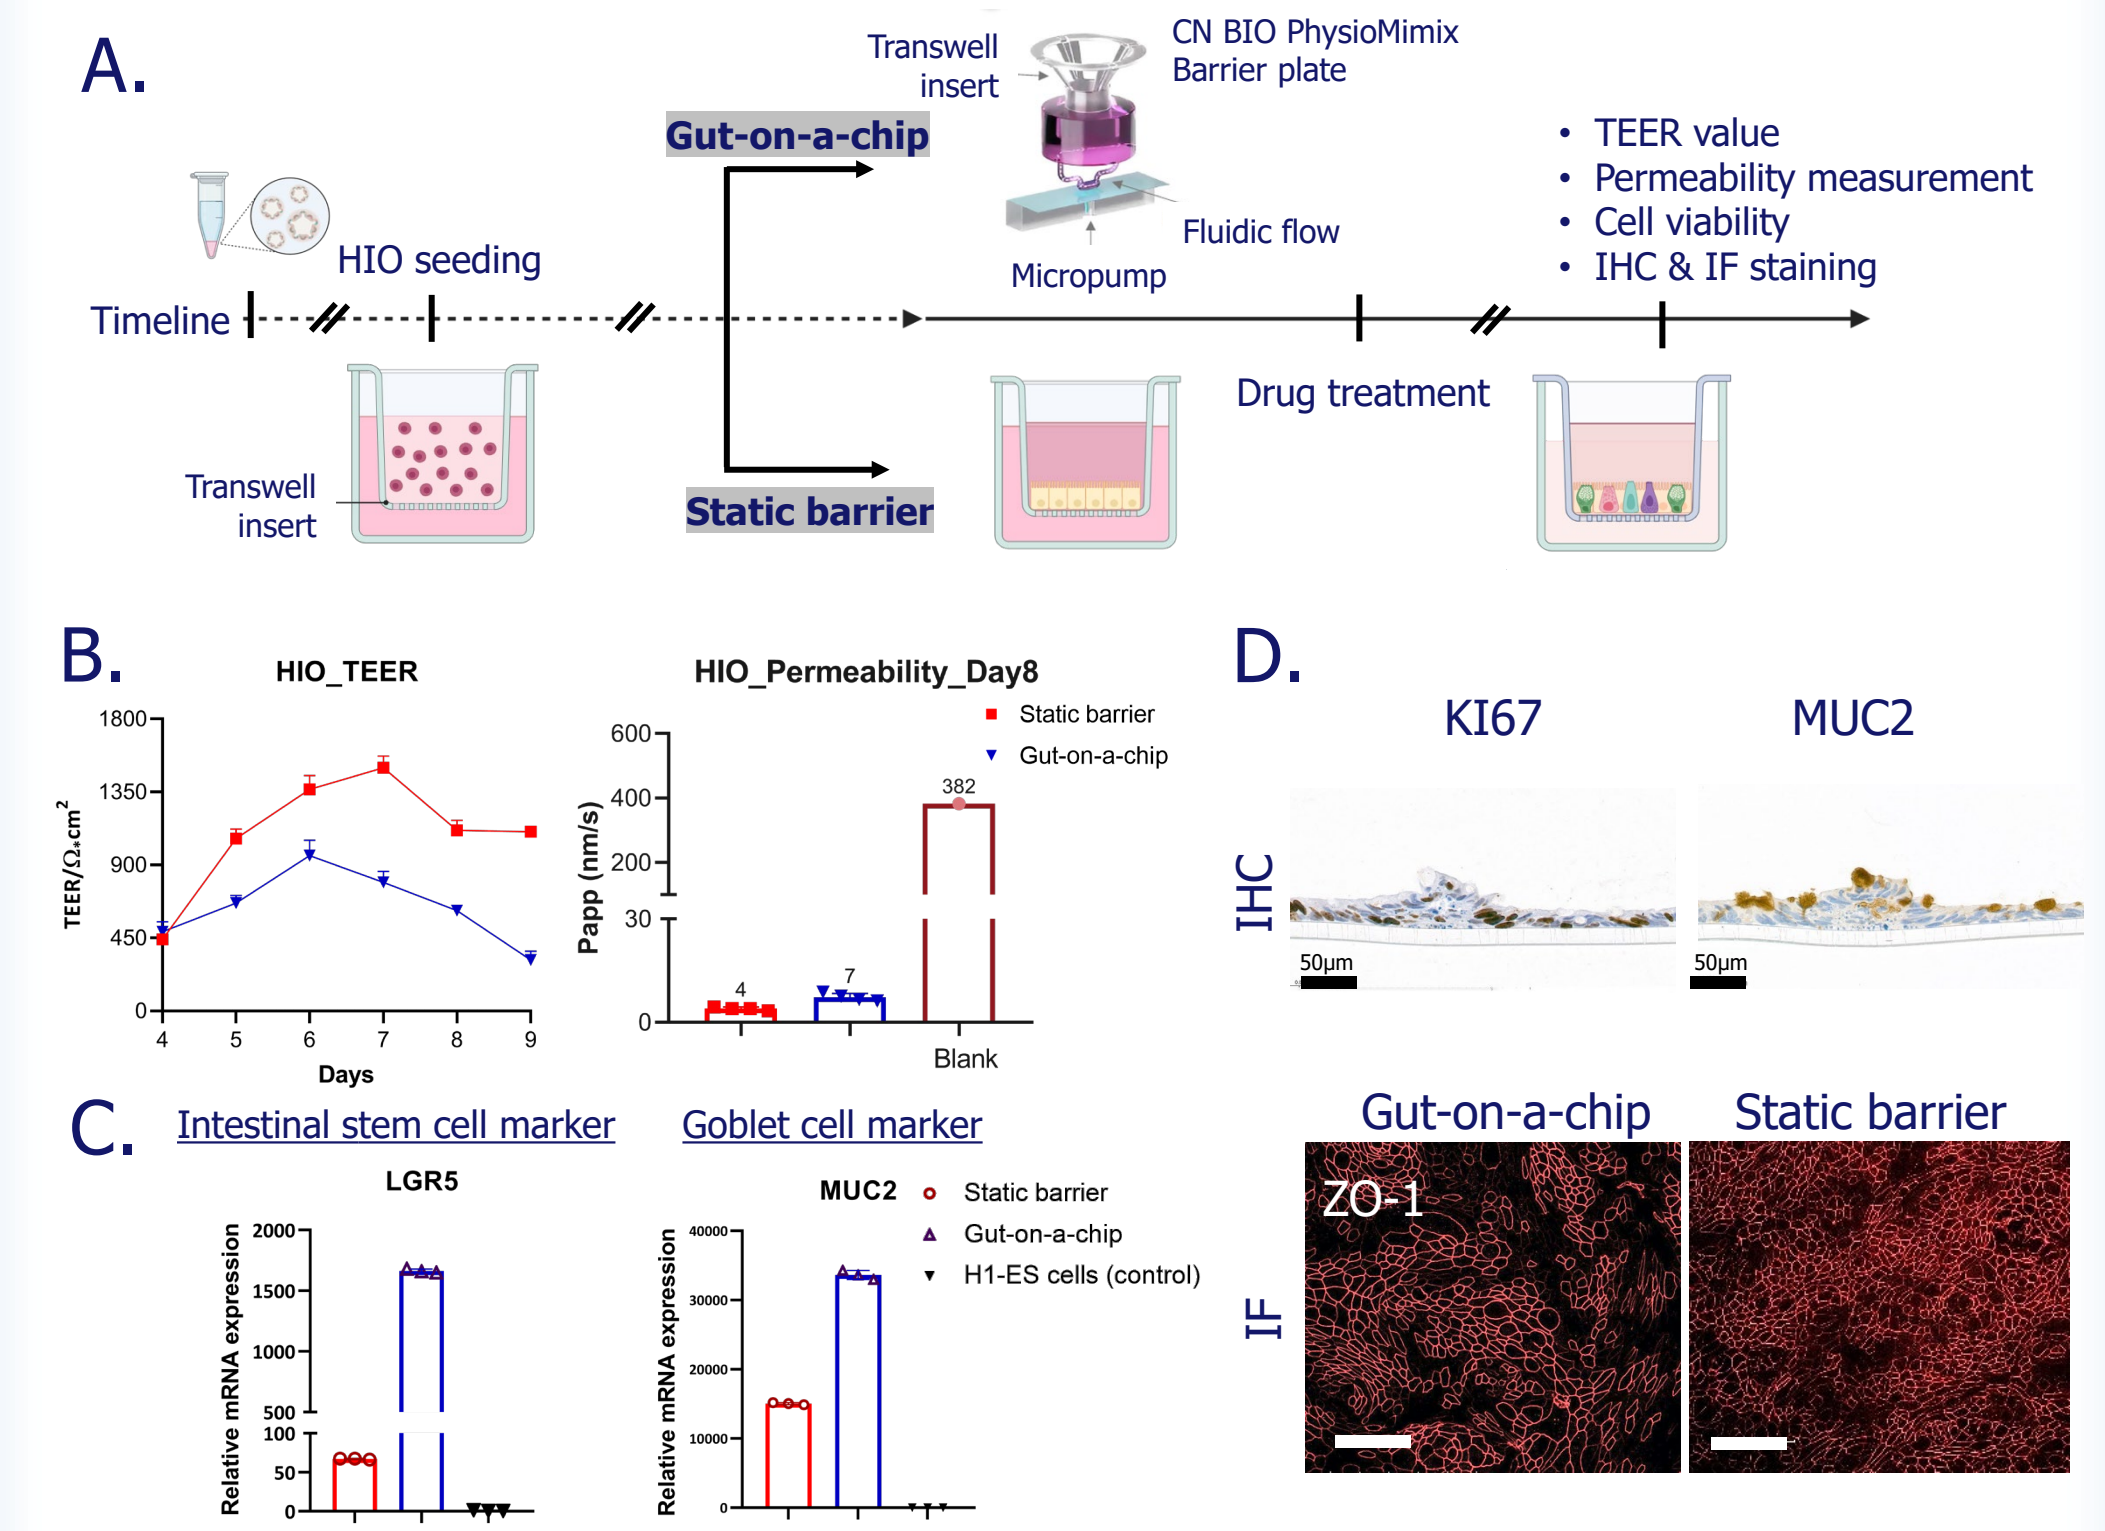 A.
Transwell
insert
CN BIO PhysioMimix
Barrier plate
Gut-on-a-chip
Fluidic flow
Micropump
• TEER value
• Permeability measurement
• Cell viability
• IHC & IF staining
HIO seeding
Timeline
Drug treatment
Transwell
insert
Static barrier
B.
HIO_TEER
TEER/Ω*cm2
1800
1350
900
450
0
4 5 6 7 8 9
Days
HIO_Permeability_Day8
Static barrier
Gut-on-a-chip
Papp (nm/s)
600
400
200
30
0
4
7
382
Blank
C.
Intestinal stem cell marker
LGR5
Relative mRNA expression
2000
1500
1000
500
100
50
0
Goblet cell marker
MUC2
Static barrier
Gut-on-a-chip
H1-ES cells (control)
Relative mRNA expression
40000
30000
20000
10000
0
D.
KI67
MUC2
IHC
50μm
50μm
Gut-on-a-chip
Static barrier
IF
ZO-1